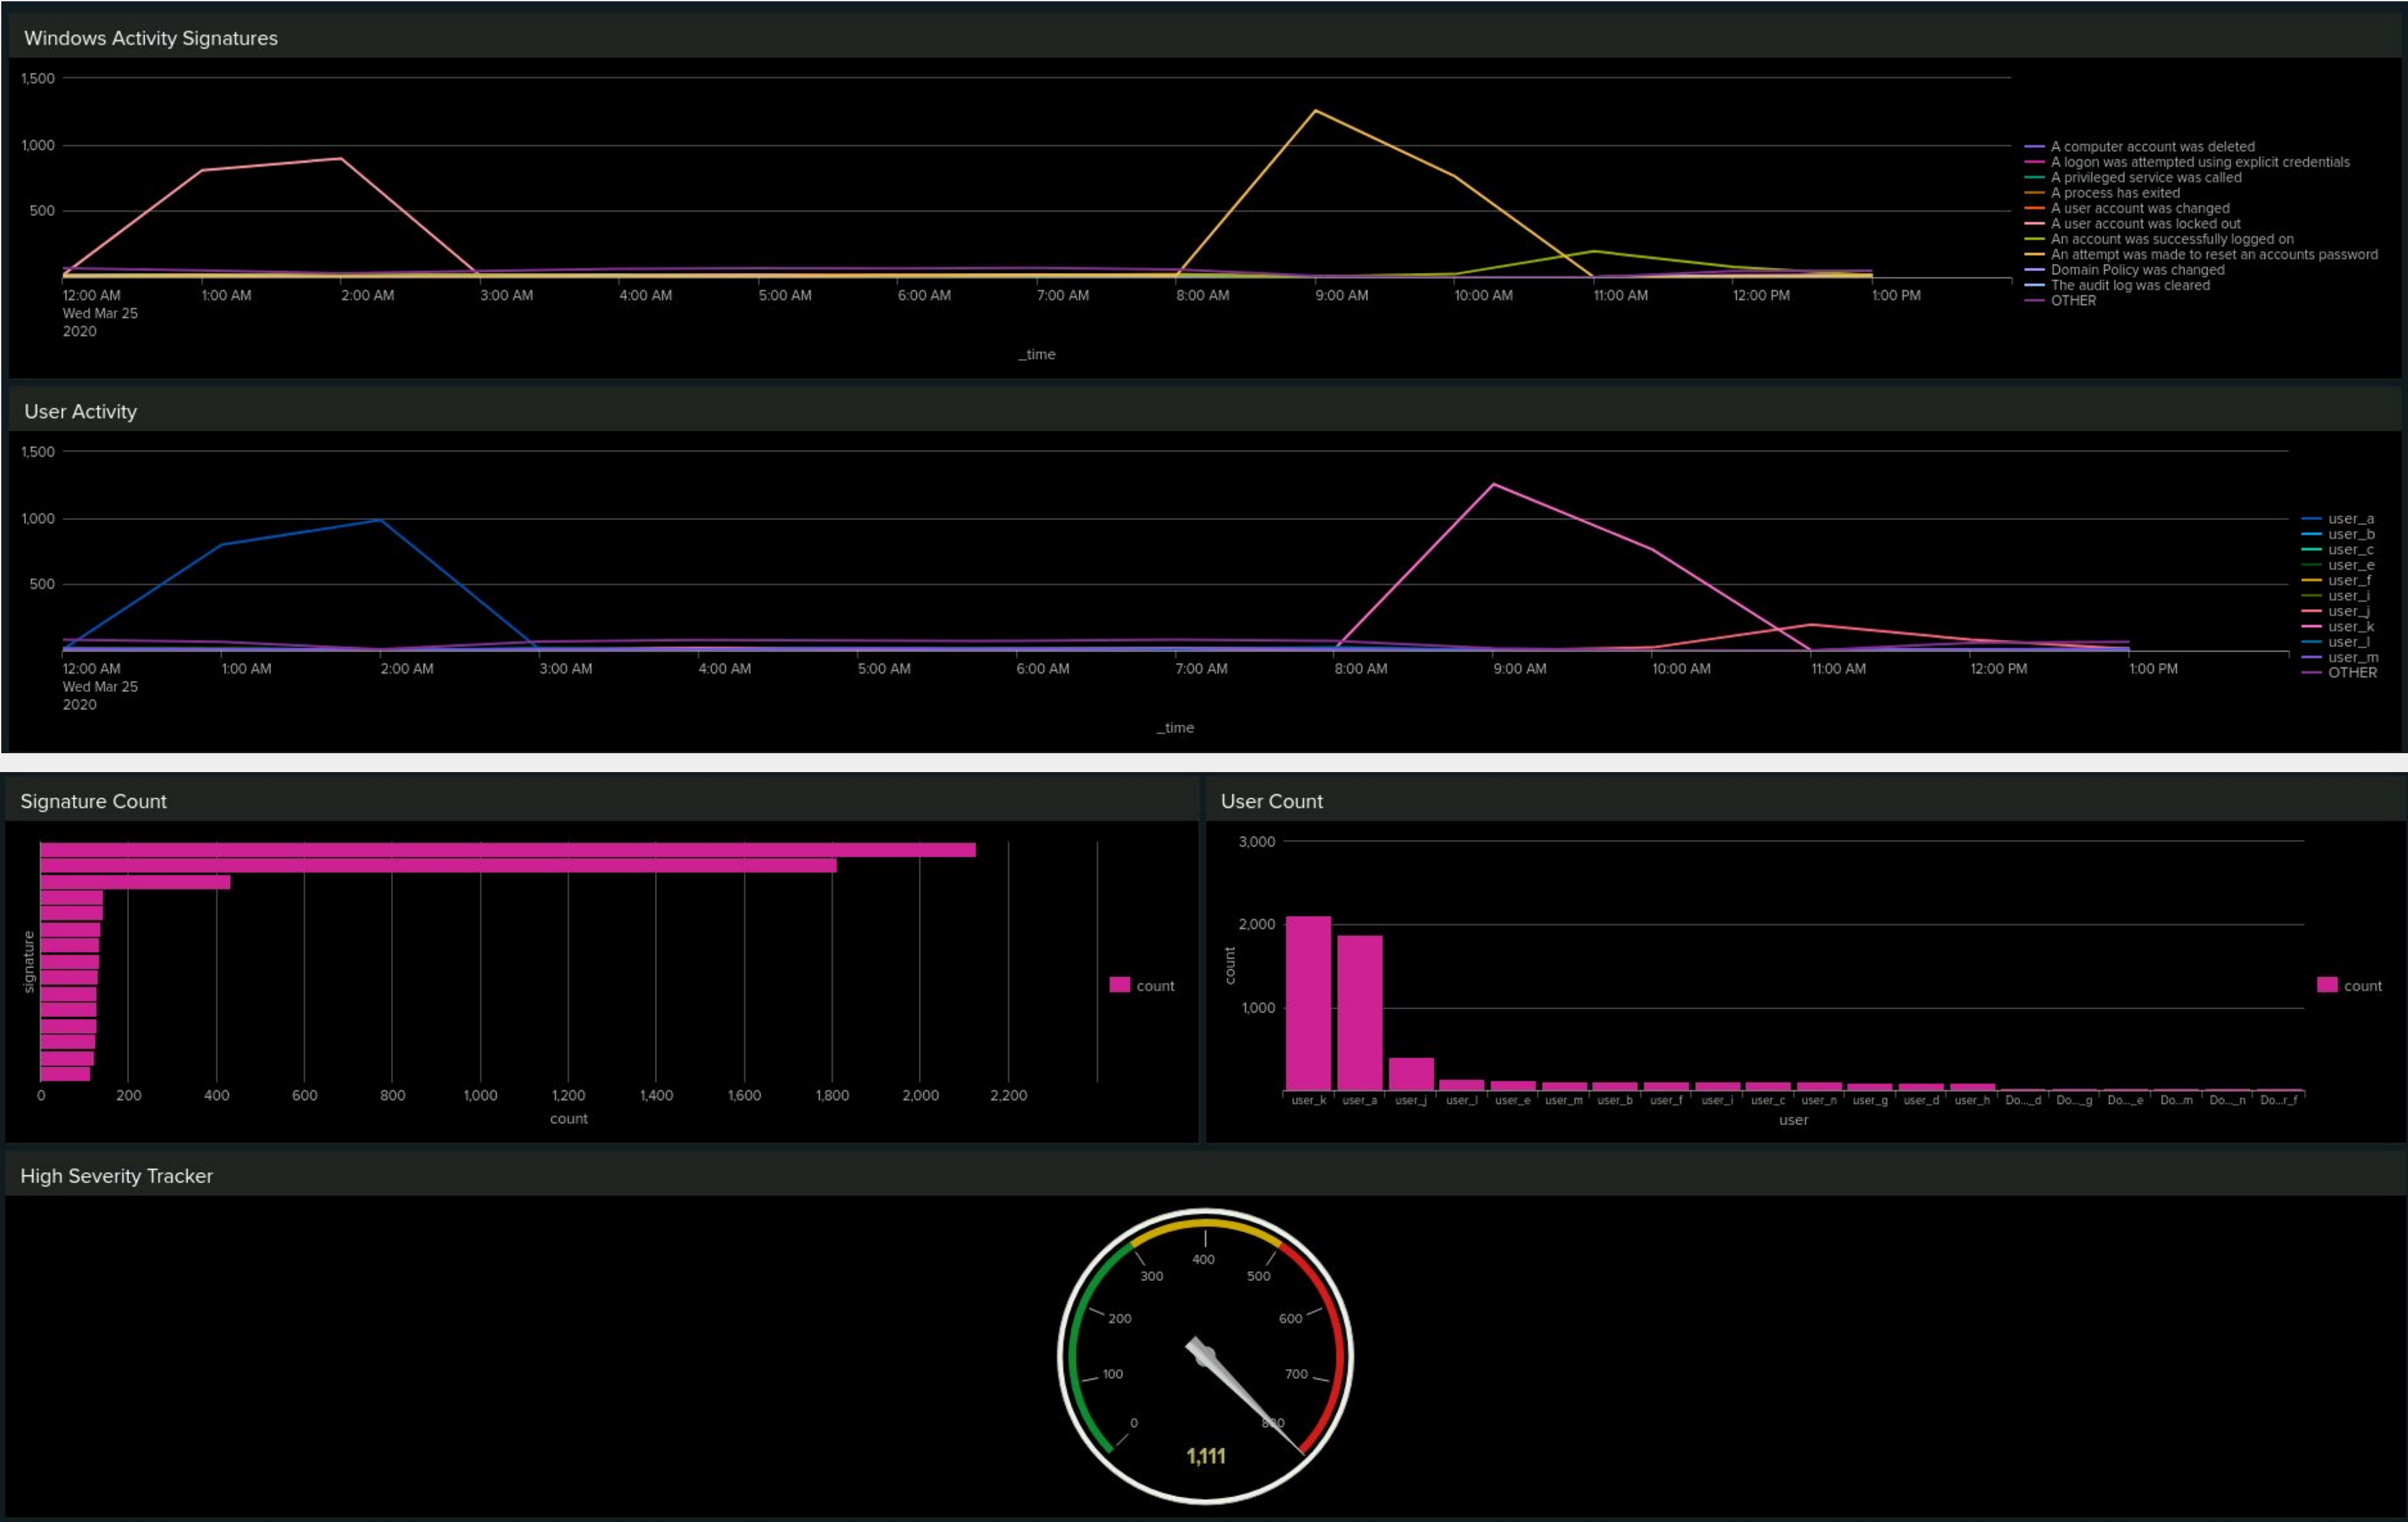 Windows Activity Signatures
1,500
1,000
500
12:00 AM 1:00 AM 2:00 AM 3:00 AM 4:00 AM 5:00 AM 6:00 AM 7:00 AM 8:00 AM 9:00 AM 10:00 AM 11:00 AM 12:00 PM 1:00 PM
Wed Mar 25
2020
_time
A computer account was deleted
A logon was attempted using explicit credentials
A privileged service was called
A process has exited
A user account was changed
A user account was locked out
An account was successfully logged on
An attempt was made to reset an accounts password
Domain Policy was changed
The audit log was cleared
OTHER
User Activity
1,500
1,000
500
12:00 AM 1:00 AM 2:00 AM 3:00 AM 4:00 AM 5:00 AM 6:00 AM 7:00 AM 8:00 AM 9:00 AM 10:00 AM 11:00 AM 12:00 PM 1:00 PM
Wed Mar 25
2020
_time
user_a
user_b
user_c
user_e
user_f
user_i
user_j
user_k
user_l
user_m
OTHER
Signature Count
signature
0 200 400 600 800 1,000 1,200 1,400 1,600 1,800 2,000 2,200
count
count
User Count
3,000
2,000
1,000
count
user_k user_a user_j user_l user_e user_m user_b user_f user_i user_c user_n user_g user_d user_h Do..._d Do..._g Do..._e Do...m Do..._n Do...r_f
user
count
High Severity Tracker
0
100
200
300
400
500
600
700
800
1,111